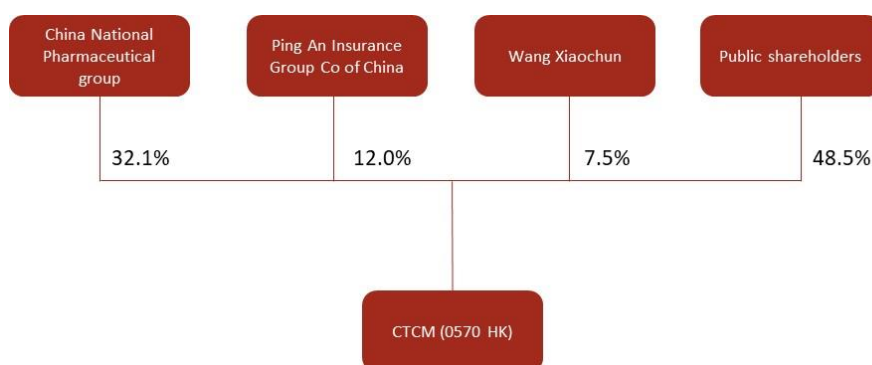 China National
Pharmaceutical
group
Ping An Insurance
Group Co of China
Wang Xiaochun
Public shareholders
32.1%
12.0%
7.5%
48.5%
CTCM (0570 HK)